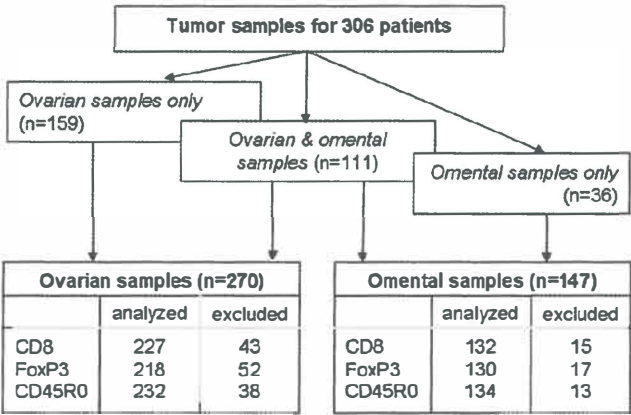 Tumor samples for 306 patients
Ovarian samples only
(n=159)
Ovarian & omental
samples (n=111)
Omental samples only
(n=36)
Ovarian samples (n=270)
analyzed excluded
CD8 227 43
FoxP3 218 52
CD45R0 232 38
Omental samples (n=147)
analyzed excluded
CD8 132 15
FoxP3 130 17
CD45R0 134 13